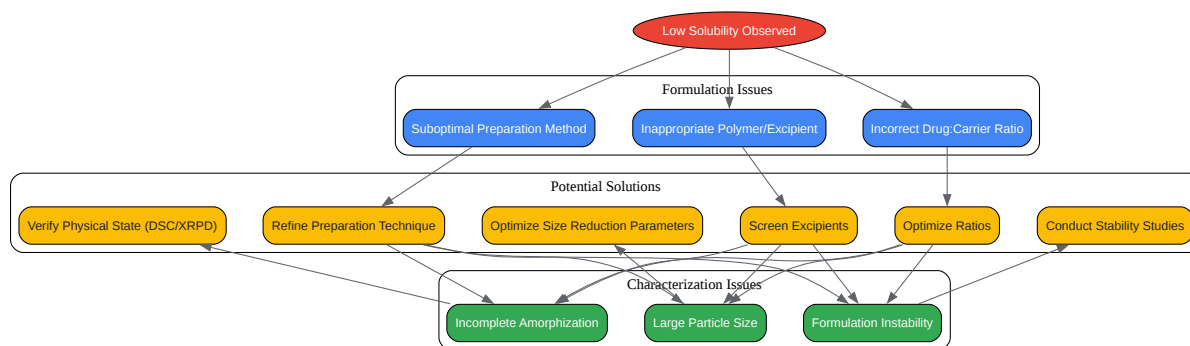 Low Solubility Observed
Formulation Issues
Suboptimal Preparation Method
Inappropriate Polymer/Excipient
Incorrect Drug:Carrier Ratio
Potential Solutions
Verify Physical State (DSC/XRPD)
Refine Preparation Technique
Optimize Size Reduction Parameters
Screen Excipients
Optimize Ratios
Conduct Stability Studies
Characterization Issues
Incomplete Amorphization
Large Particle Size
Formulation Instability